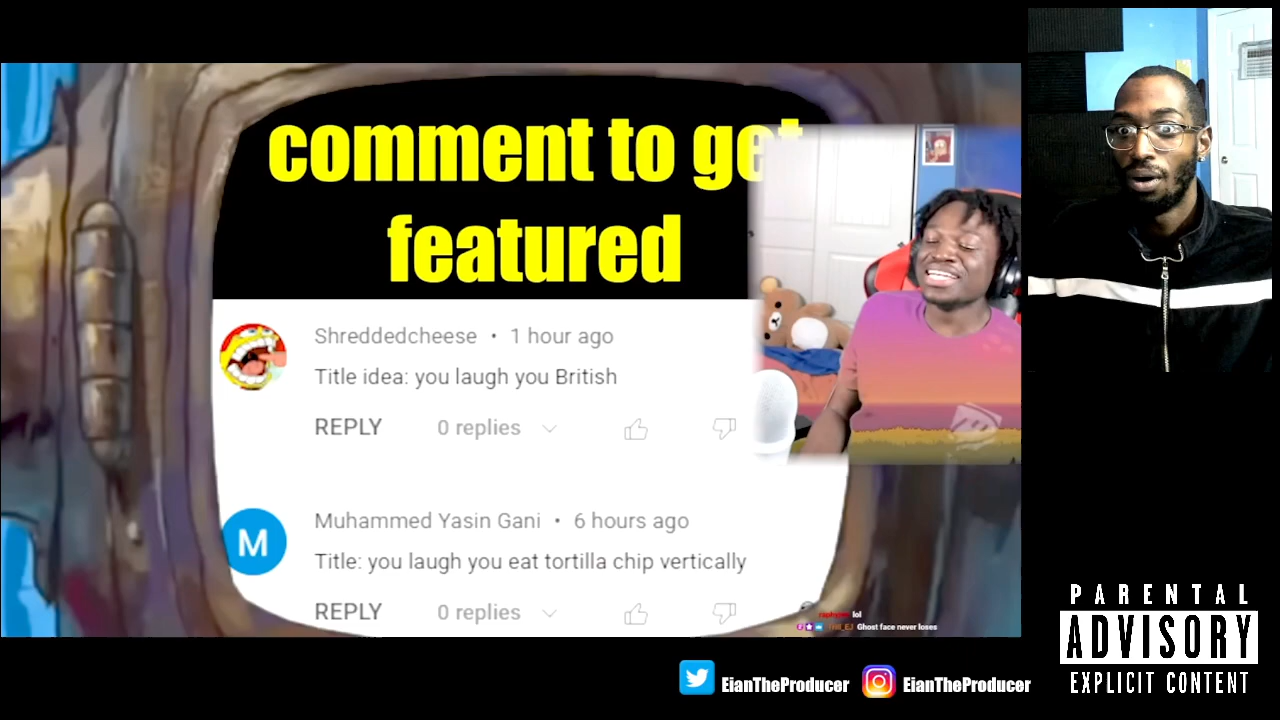 comment to get
featured
Shreddedcheese • 1 hour ago
Title idea: you laugh you British
REPLY 0 replies
M
Muhammed Yasin Gani • 6 hours ago
Title: you laugh you eat tortilla chip vertically
REPLY 0 replies
lol
Ghost face never loses
EianTheProducer EianTheProducer
PARENTAL
ADVISORY
EXPLICIT CONTENT